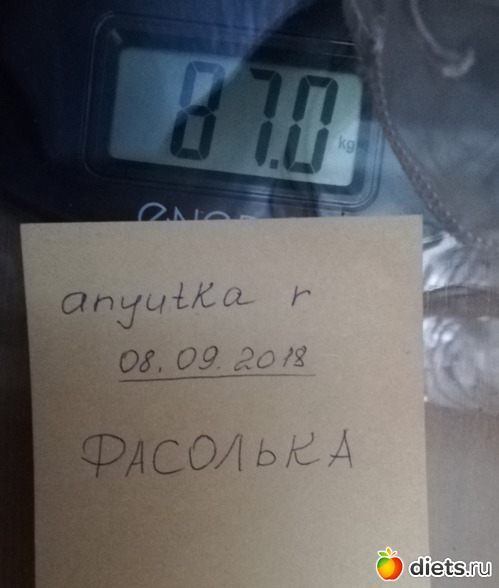 87.0 kg
anyutka r
08.09.2018
ФАСОЛЬКА
diets.ru